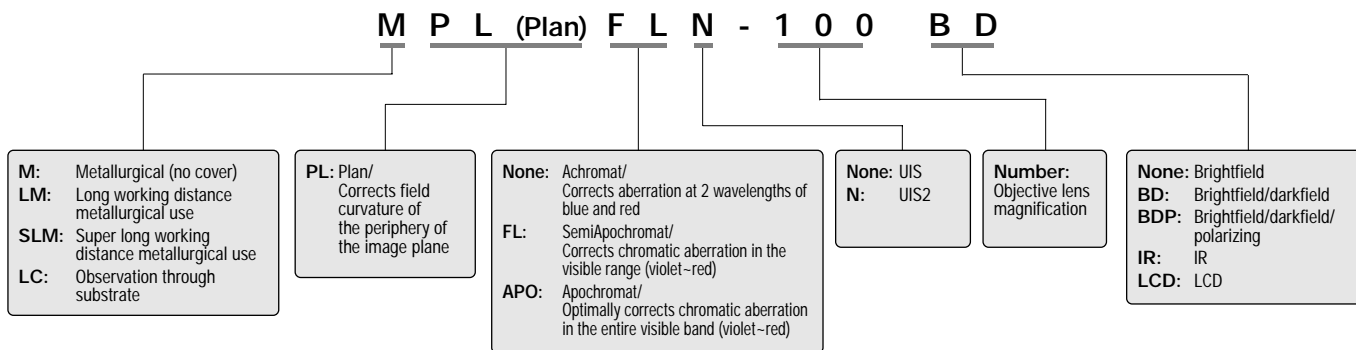 M P L (Plan) F L N - 1 0 0 B D
M: Metallurgical (no cover)
LM: Long working distance
metallurgical use
SLM: Super long working
distance metallurgical use
LC: Observation through
substrate
PL: Plan/
Corrects field
curvature of
the periphery of
the image plane
None: Achromat/
Corrects aberration at 2 wavelengths of
blue and red
FL: SemiApochromat/
Corrects chromatic aberration in the
visible range (violet~red)
APO: Apochromat/
Optimally corrects chromatic aberration
in the entire visible band (violet~red)
None: UIS
N: UIS2
Number:
Objective lens
magnification
None: Brightfield
BD: Brightfield/darkfield
BDP: Brightfield/darkfield/
polarizing
IR: IR
LCD: LCD